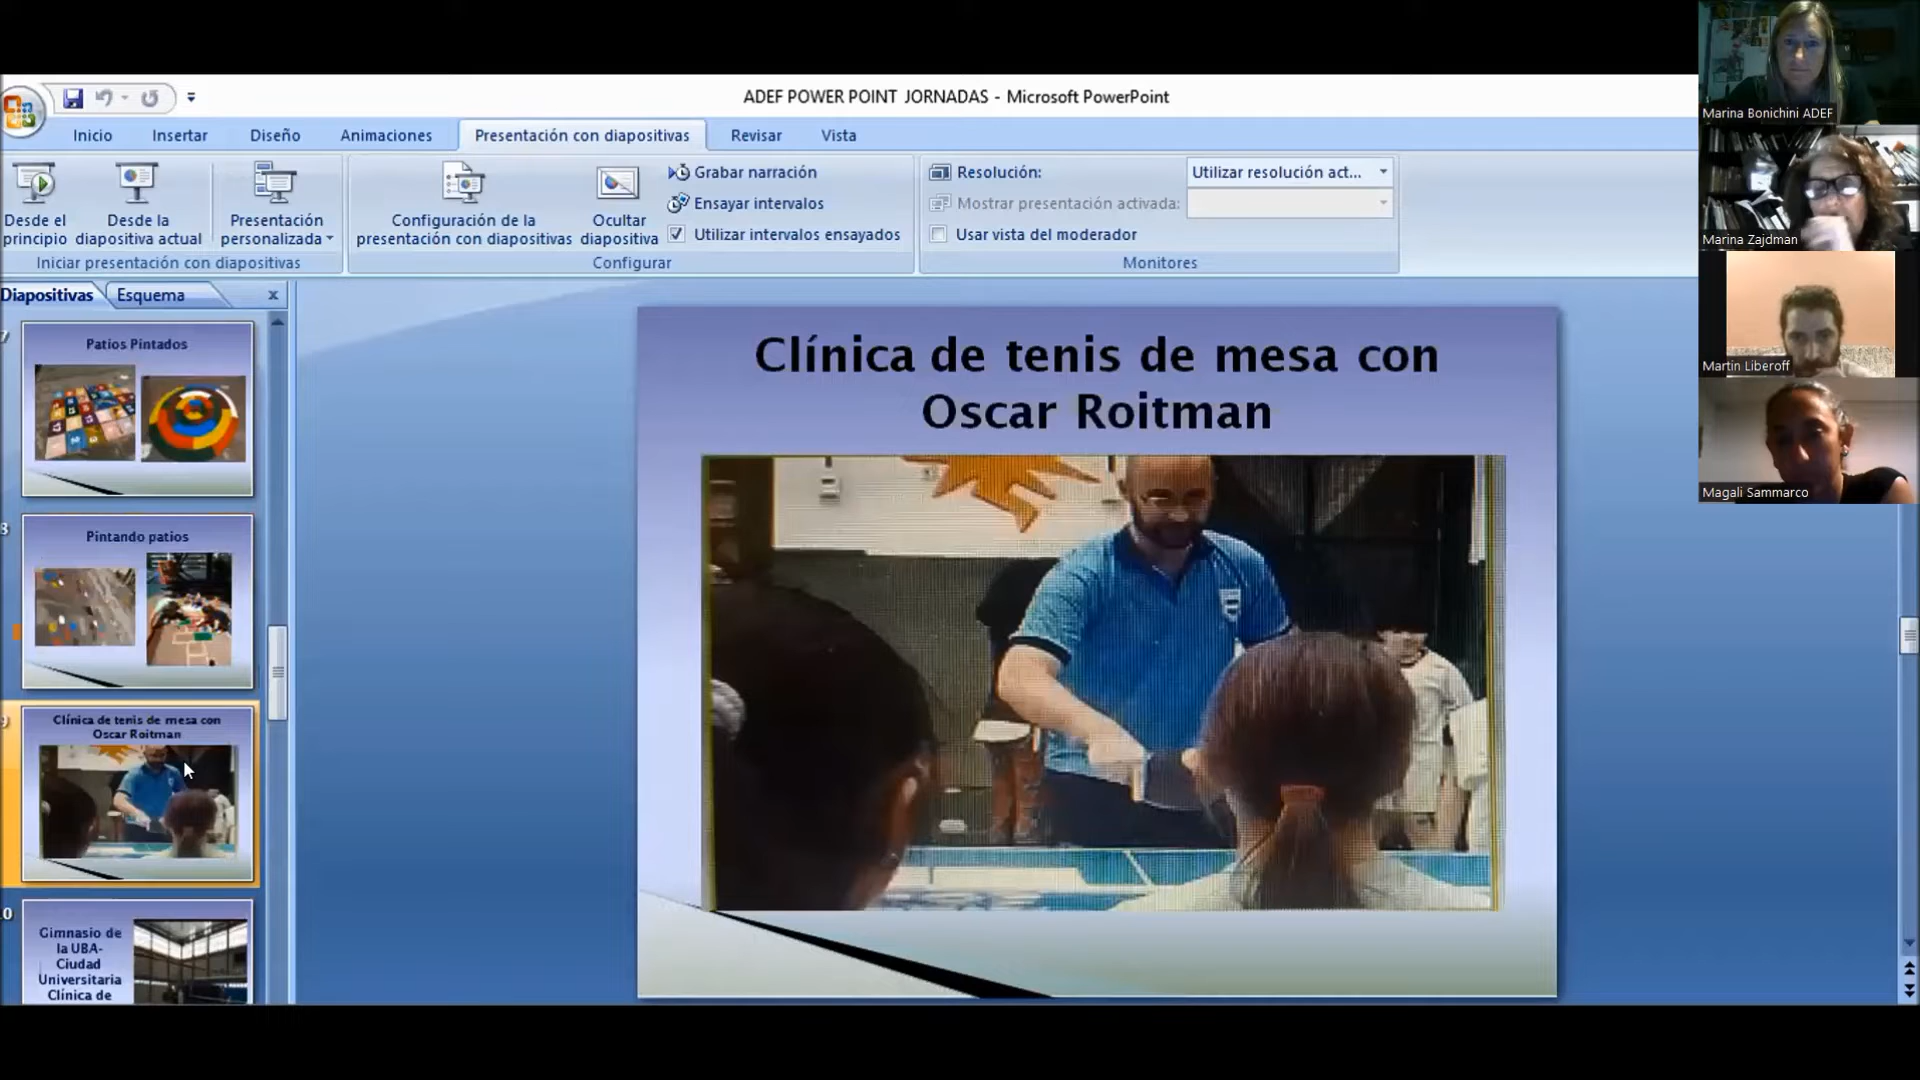 ADEF POWER POINT JORNADAS - Microsoft PowerPoint
Inicio
Insertar
Diseño
Animaciones
Presentación con diapositivas
Revisar
Vista
Desde el
principio
Desde la
diapositiva actual
Presentación
personalizada
Iniciar presentación con diapositivas
Configuración de la
presentación con diapositivas
Ocultar
diapositiva
Grabar narración
Ensayar intervalos
Utilizar intervalos ensayados
Configurar
Resolución:
Utilizar resolución act...
Mostrar presentación activada:
Usar vista del moderador
Monitores
Diapositivas
Esquema
x
7
Patios Pintados
8
Pintando patios
9
Clínica de tenis de mesa con
Oscar Roitman
10
Gimnasio de
la UBA-
Ciudad
Universitaria
Clínica de
Clínica de tenis de mesa con
Oscar Roitman
Marina Bonichini ADEF
Marina Zajdman
Martin Liberoff
Magali Sammarco